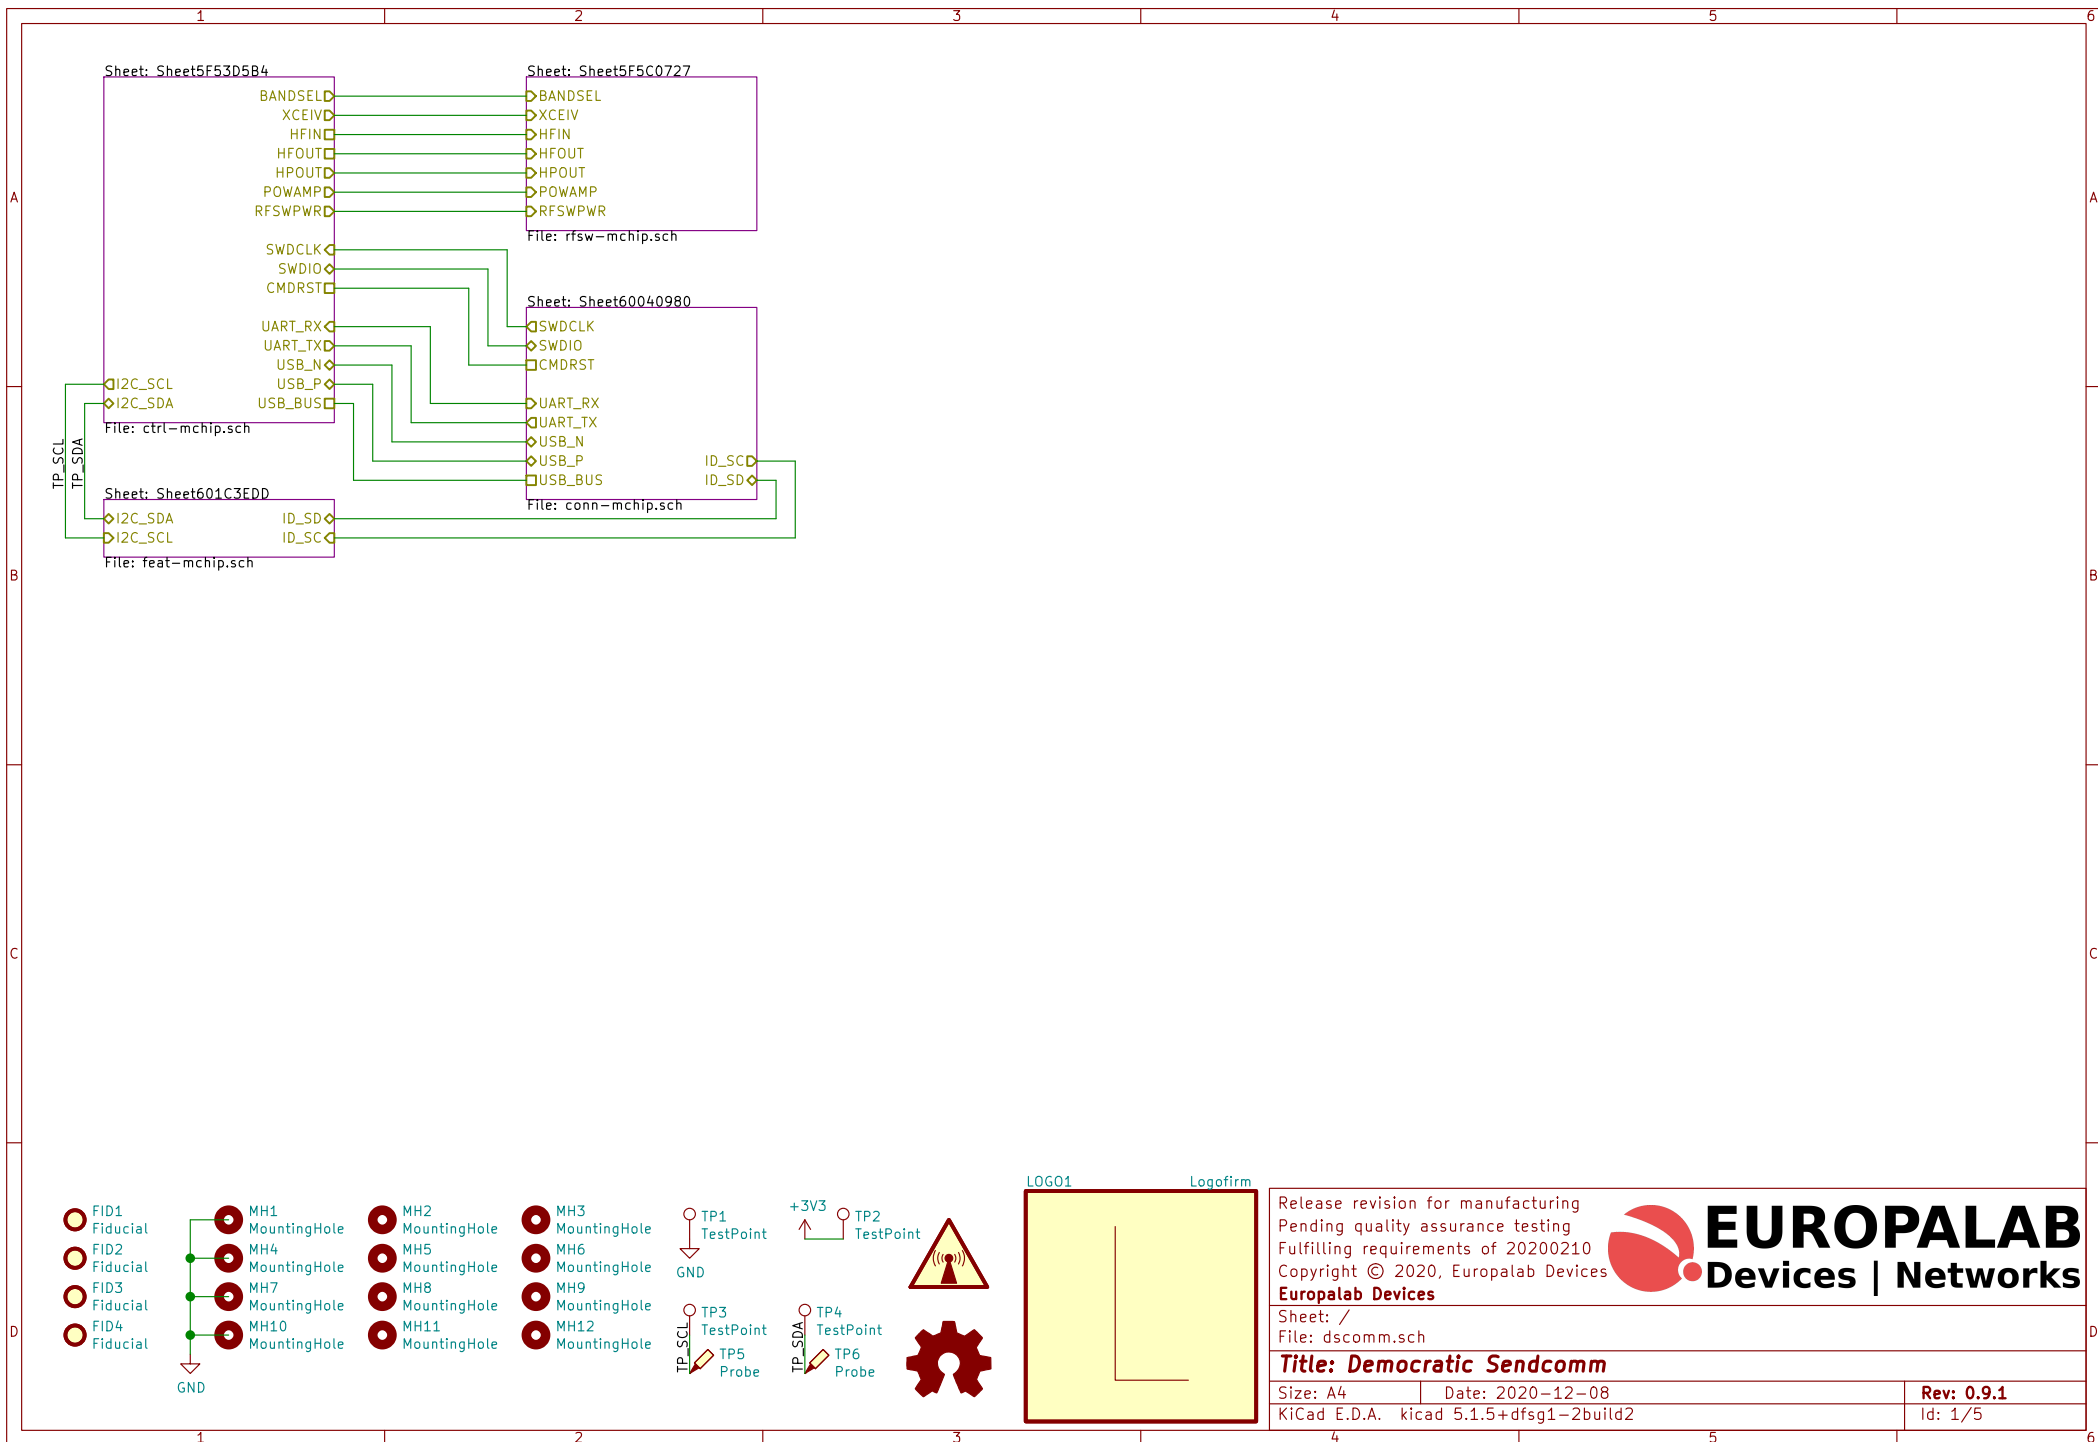 1 2 3 4 5 6
Sheet: Sheet5F53D5B4
BANDSEL
XCEIV
HFIN
HFOUT
HPOUT
POWAMP
RFSWPWR
SWDCLK
SWDIO
CMDRST
UART_RX
UART_TX
USB_N
USB_P
USB_BUS
I2C_SCL
I2C_SDA
File: ctrl-mchip.sch
Sheet: Sheet5F5C0727
BANDSEL
XCEIV
HFIN
HFOUT
HPOUT
POWAMP
RFSWPWR
File: rfsw-mchip.sch
Sheet: Sheet60040980
SWDCLK
SWDIO
CMDRST
UART_RX
UART_TX
USB_N
USB_P
USB_BUS
ID_SC
ID_SD
File: conn-mchip.sch
TP_SCL
TP_SDA
Sheet: Sheet601C3EDD
I2C_SDA
I2C_SCL
ID_SD
ID_SC
File: feat-mchip.sch
A
A
B
B
C
C
D
D
FID1
Fiducial
FID2
Fiducial
FID3
Fiducial
FID4
Fiducial
MH1
MountingHole
MH4
MountingHole
MH7
MountingHole
MH10
MountingHole
GND
MH2
MountingHole
MH5
MountingHole
MH8
MountingHole
MH11
MountingHole
MH3
MountingHole
MH6
MountingHole
MH9
MountingHole
MH12
MountingHole
TP1
TestPoint
GND
+3V3
TP2
TestPoint
TP3
TestPoint
TP_SCL
TP5
Probe
TP4
TestPoint
TP_SDA
TP6
Probe
LOGO1
Logofirm
Release revision for manufacturing
Pending quality assurance testing
Fulfilling requirements of 20200210
Copyright © 2020, Europalab Devices
Europalab Devices
EUROPALAB
Devices | Networks
Sheet: /
File: dscomm.sch
Title: Democratic Sendcomm
Size: A4
Date: 2020-12-08
Rev: 0.9.1
KiCad E.D.A. kicad 5.1.5+dfsg1-2build2
Id: 1/5
1 2 3 4 5 6